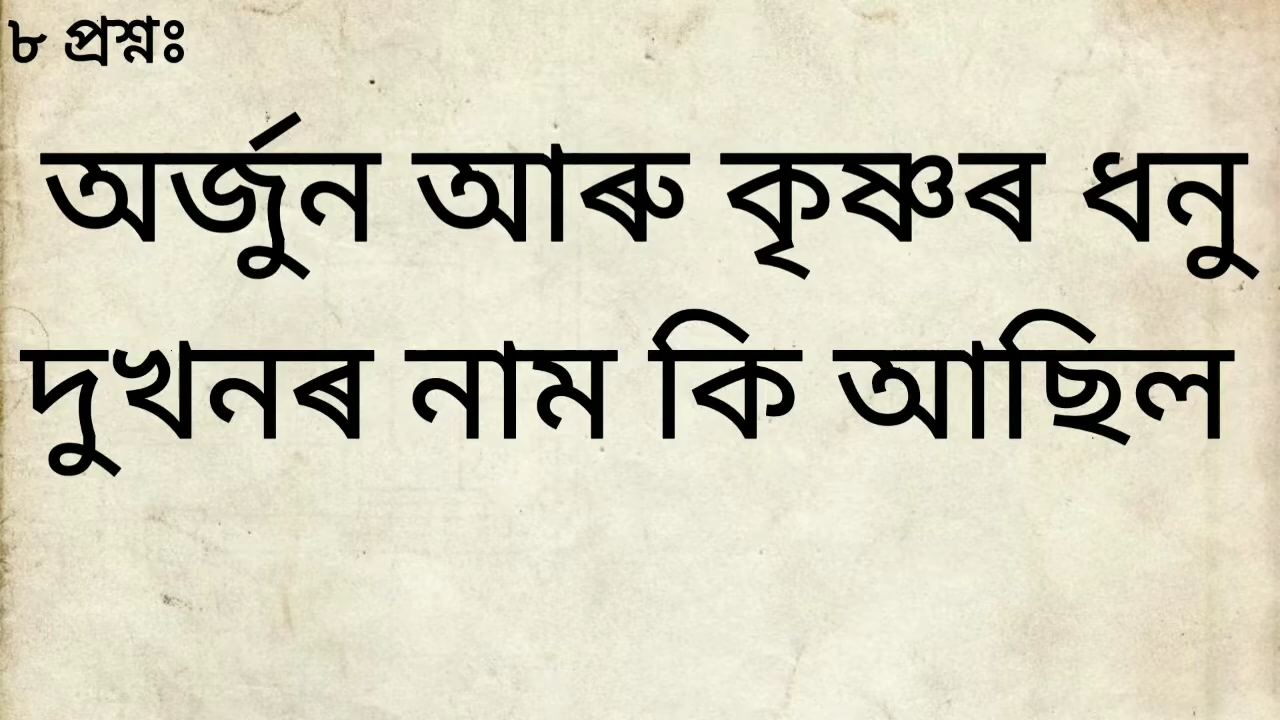 ৮ প্ৰশ্নঃ
অৰ্জুন আৰু কৃষ্ণৰ ধনু
দুখনৰ নাম কি আছিল